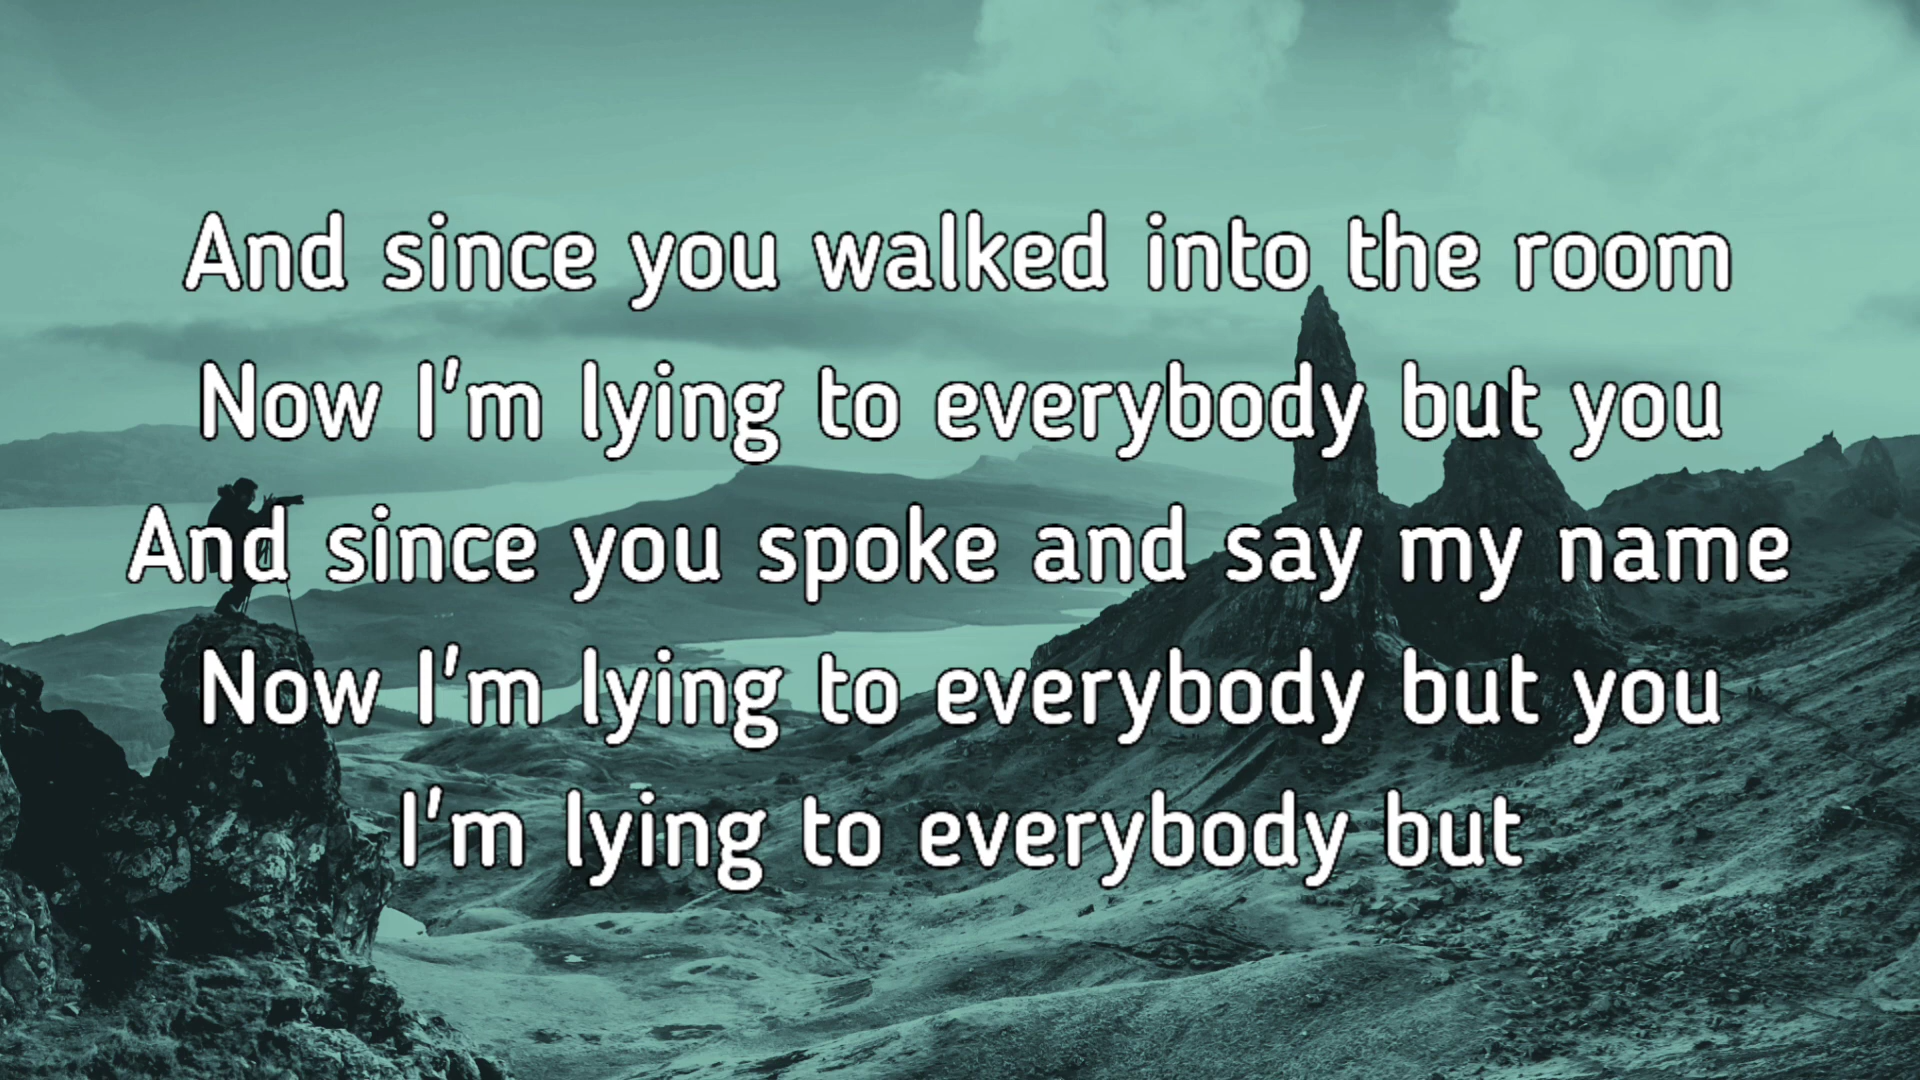 And since you walked into the room
Now I'm lying to everybody but you
And since you spoke and say my name
Now I'm lying to everybody but you
I'm lying to everybody but